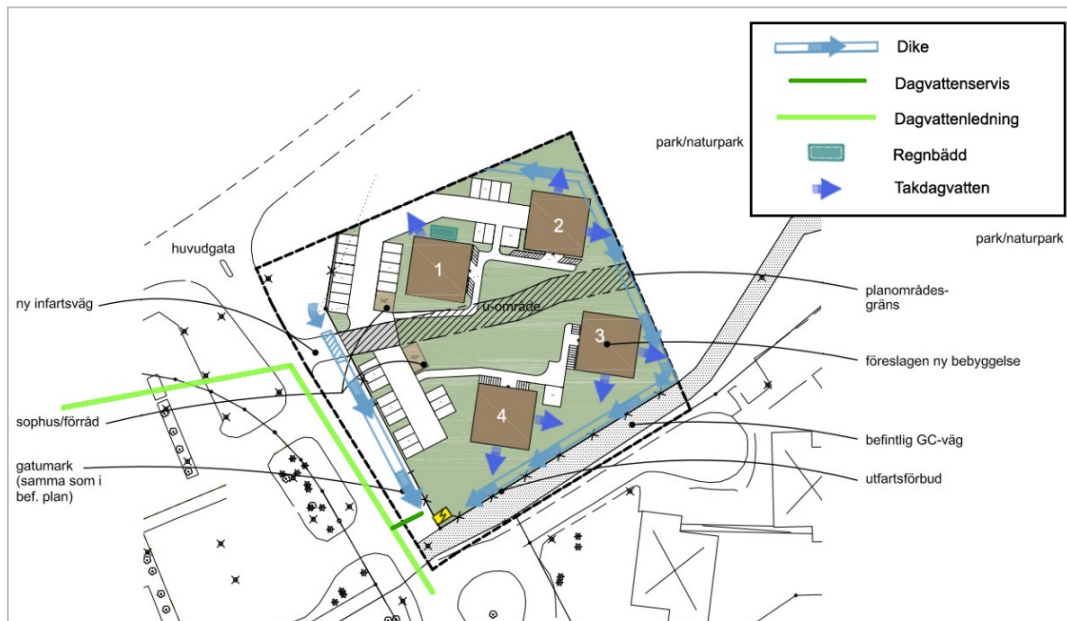 Dike
Dagvattenservis
Dagvattenledning
Regnbädd
Takdagvatten
park/naturpark
park/naturpark
huvudgata
ny infartsväg
sophus/förråd
gatumark
(samma som i
bef. plan)
1
2
u-område
3
4
planområdes-
gräns
föreslagen ny bebyggelse
befintlig GC-väg
utfartsförbud